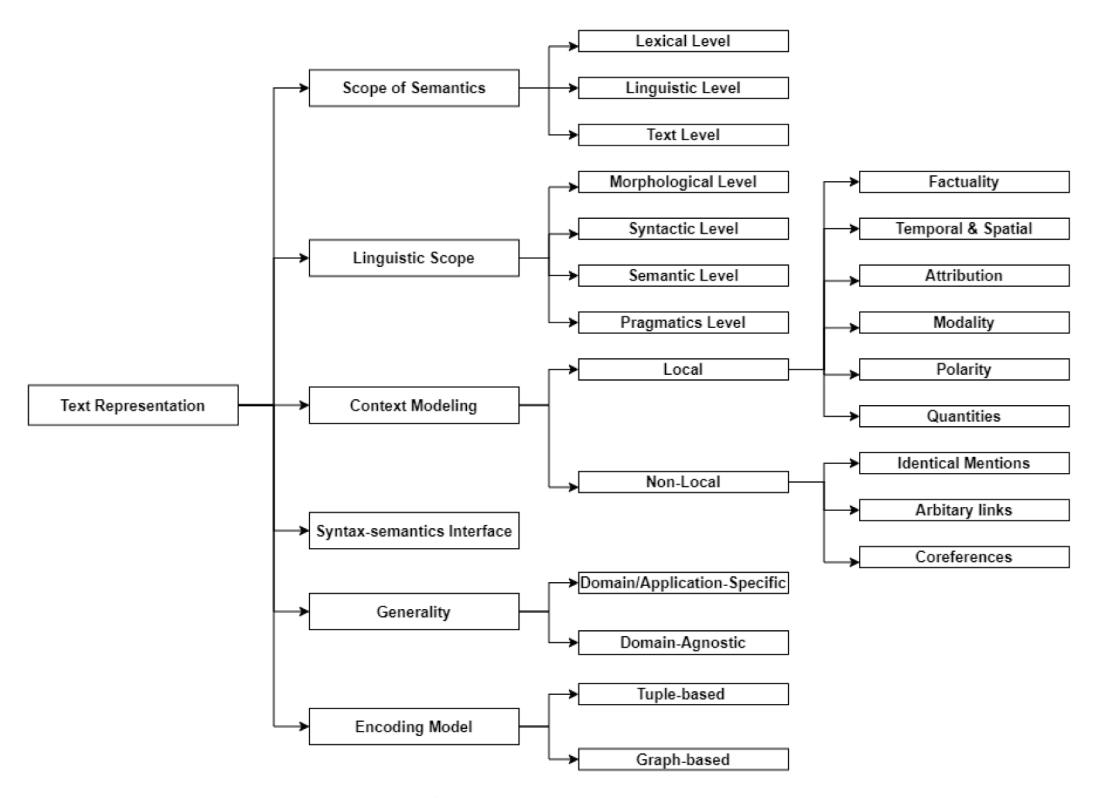 Text Representation
Scope of Semantics
Lexical Level
Linguistic Level
Text Level
Linguistic Scope
Morphological Level
Syntactic Level
Semantic Level
Pragmatics Level
Context Modeling
Local
Factuality
Temporal & Spatial
Attribution
Modality
Polarity
Quantities
Non-Local
Identical Mentions
Arbitary links
Coreferences
Syntax-semantics Interface
Generality
Domain/Application-Specific
Domain-Agnostic
Encoding Model
Tuple-based
Graph-based